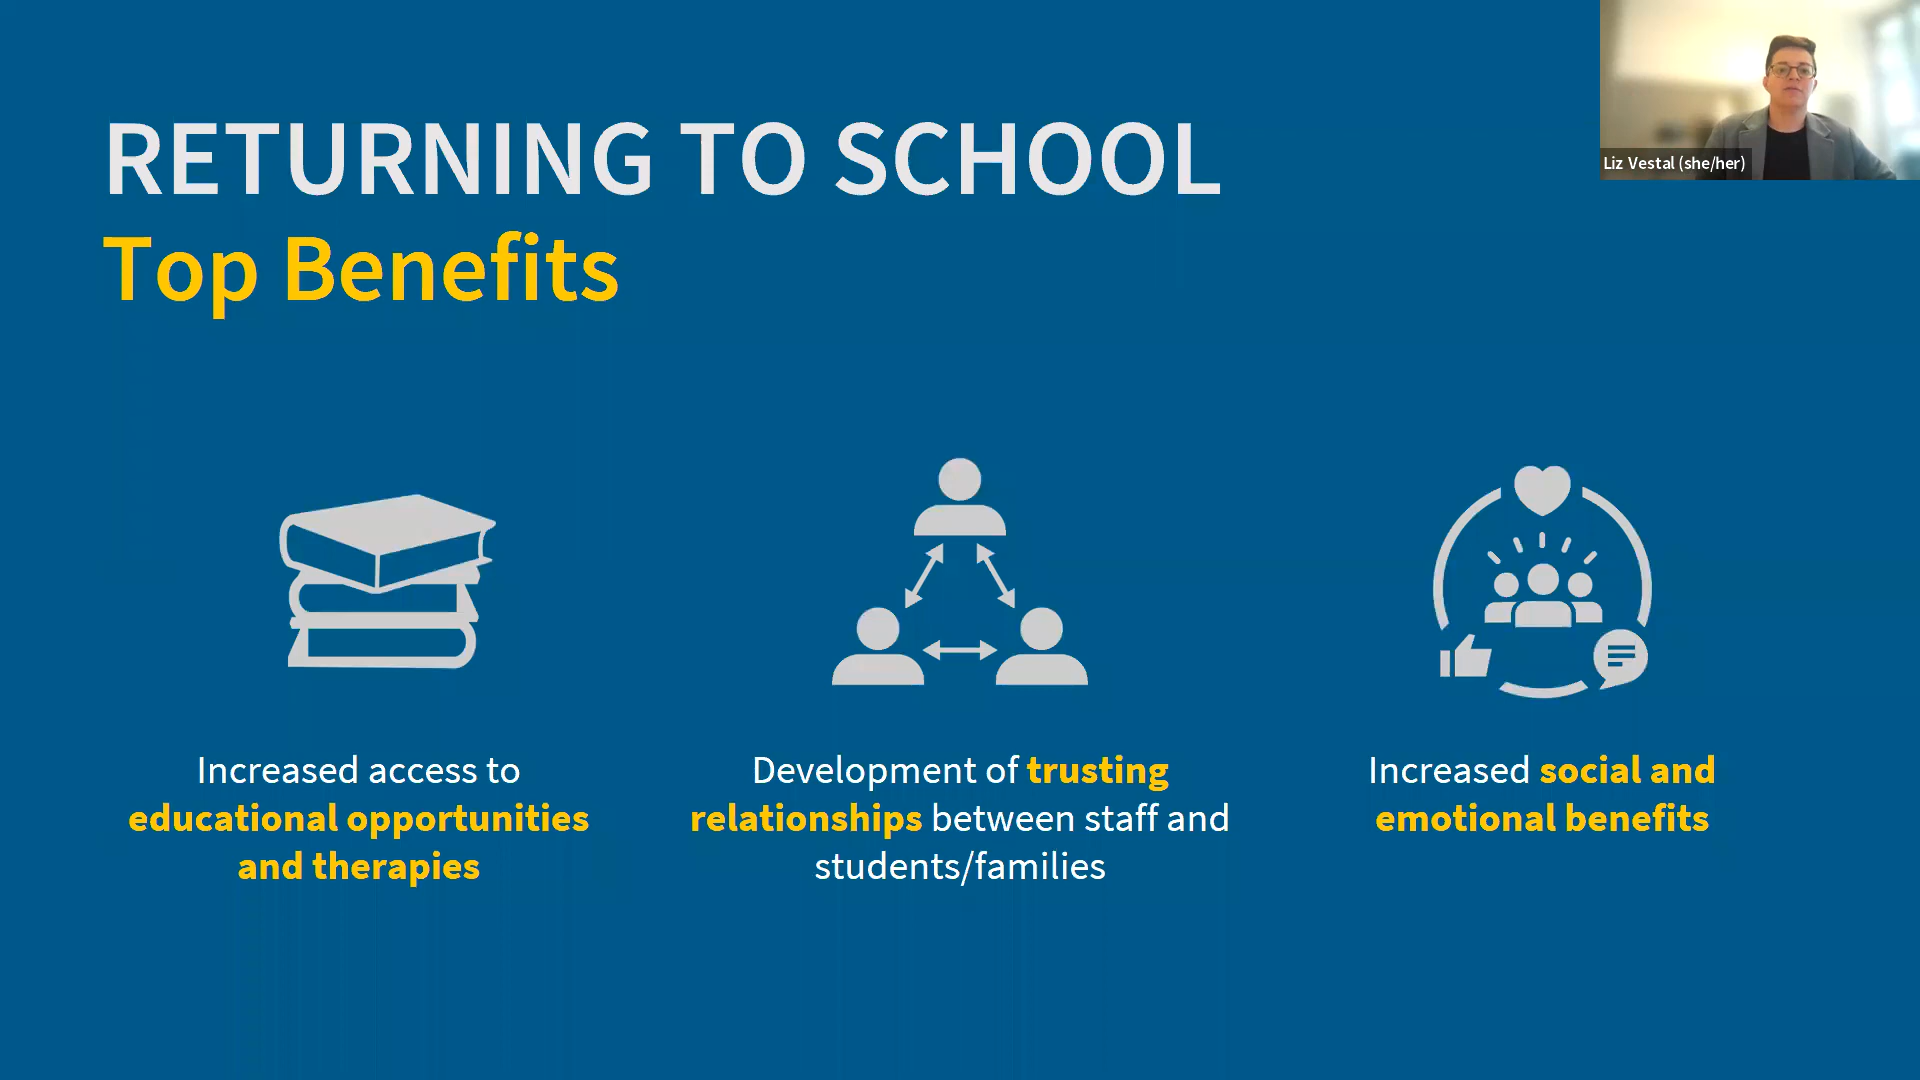 RETURNING TO SCHOOL
Top Benefits
Liz Vestal (she/her)
Increased access to
educational opportunities
and therapies
Development of trusting
relationships between staff and
students/families
Increased social and
emotional benefits